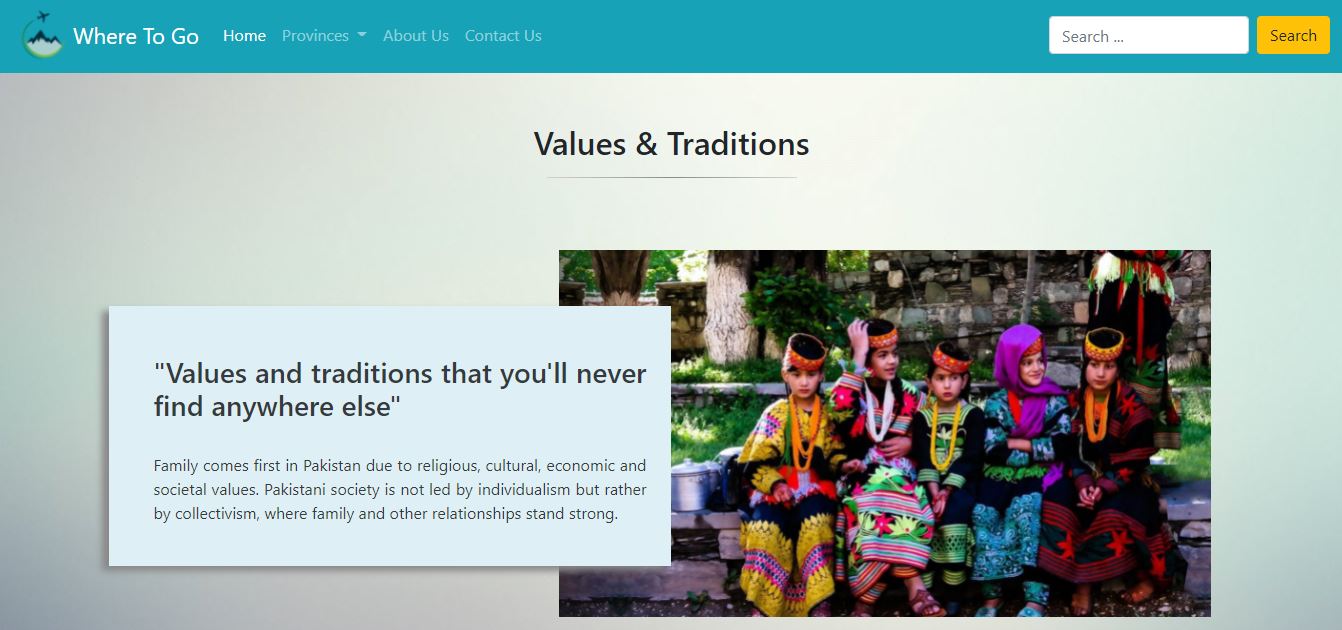 Where To Go Home Provinces About Us Contact Us Search ... Search
Values & Traditions
"Values and traditions that you'll never
find anywhere else"
Family comes first in Pakistan due to religious, cultural, economic and
societal values. Pakistani society is not led by individualism but rather
by collectivism, where family and other relationships stand strong.